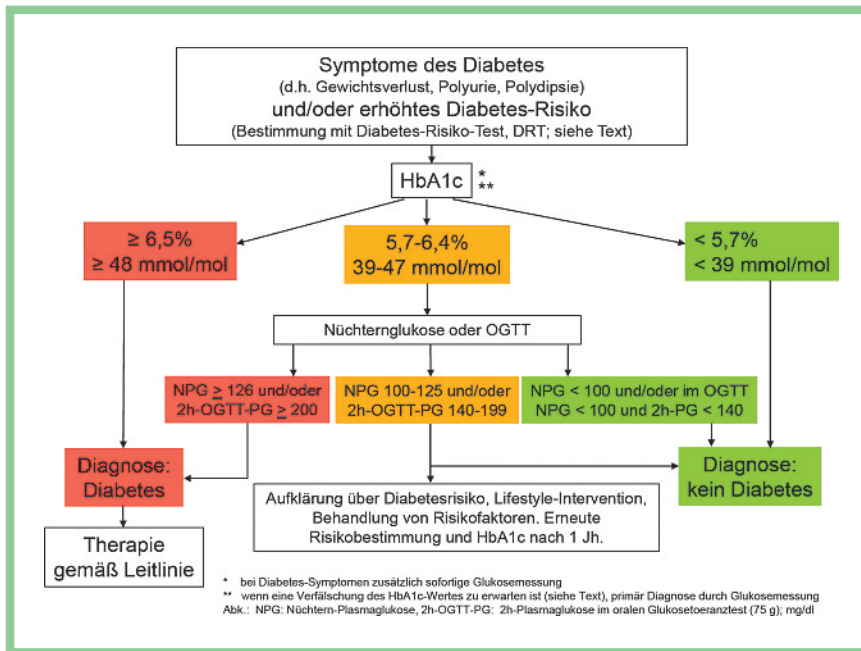 Symptome des Diabetes
(d.h. Gewichtsverlust, Polyurie, Polydipsie)
und/oder erhöhtes Diabetes-Risiko
(Bestimmung mit Diabetes-Risiko-Test, DRT; siehe Text)
HbA1c
*
**
≥ 6,5%
≥ 48 mmol/mol
5,7-6,4%
39-47 mmol/mol
< 5,7%
< 39 mmol/mol
Nüchternglukose oder OGTT
NPG ≥ 126 und/oder
2h-OGTT-PG ≥ 200
NPG 100-125 und/oder
2h-OGTT-PG 140-199
NPG < 100 und/oder im OGTT
NPG < 100 und 2h-PG < 140
Diagnose:
Diabetes
Diagnose:
kein Diabetes
Aufklärung über Diabetesrisiko, Lifestyle-Intervention,
Behandlung von Risikofaktoren. Erneute
Risikobestimmung und HbA1c nach 1 Jh.
Therapie
gemäß Leitlinie
* bei Diabetes-Symptomen zusätzlich sofortige Glukosemessung
** wenn eine Verfälschung des HbA1c-Wertes zu erwarten ist (siehe Text), primär Diagnose durch Glukosemessung
Abk.: NPG: Nüchtern-Plasmaglukose, 2h-OGTT-PG: 2h-Plasmaglukose im oralen Glukosetoeranztest (75 g); mg/dl